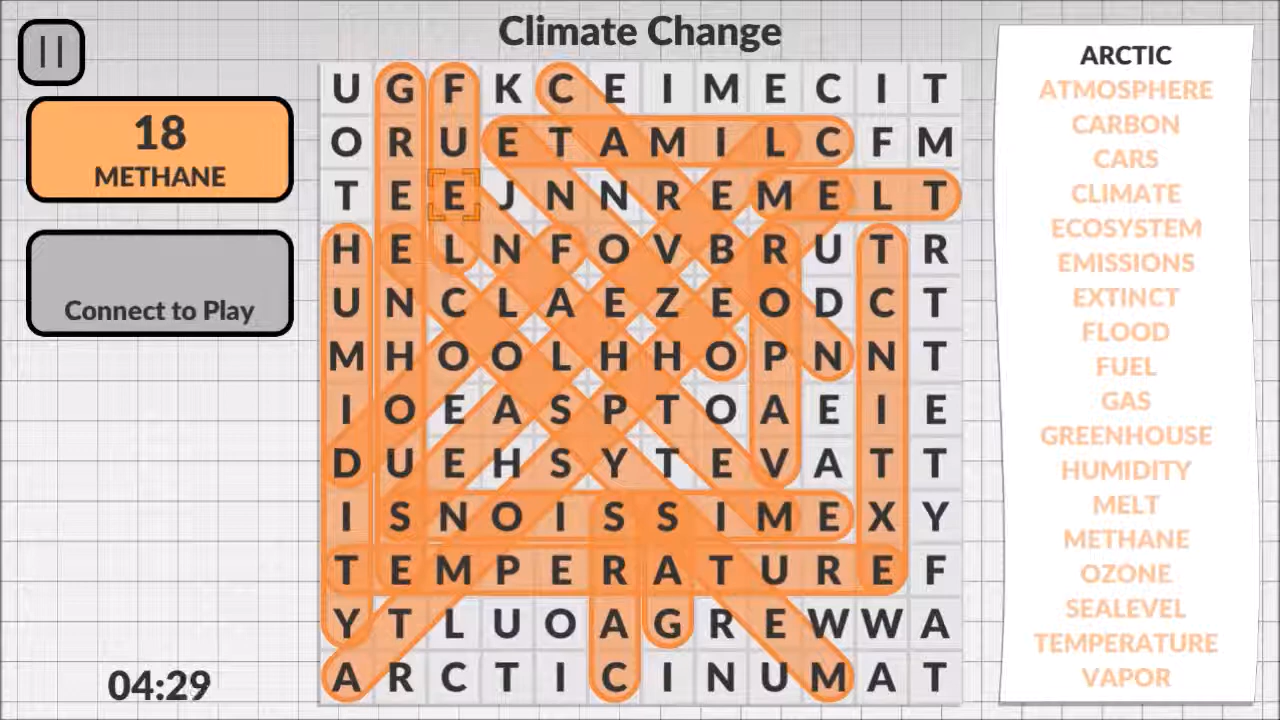 Climate Change
18
METHANE
Connect to Play
04:29
U G F K C E I M E C I T
O R U E T A M I L C F M
T E E J N N R E M E L T
H E L N F O V B R U T R
U N C L A E Z E O D C T
M H O O L H H O P N N T
I O E A S P T O A E I E
D U E H S Y T E V A T T
I S N O I S S I M E X Y
T E M P E R A T U R E F
Y T L U O A G R E W W A
A R C T I C I N U M A T
ARCTIC
ATMOSPHERE
CARBON
CARS
CLIMATE
ECOSYSTEM
EMISSIONS
EXTINCT
FLOOD
FUEL
GAS
GREENHOUSE
HUMIDITY
MELT
METHANE
OZONE
SEALEVEL
TEMPERATURE
VAPOR